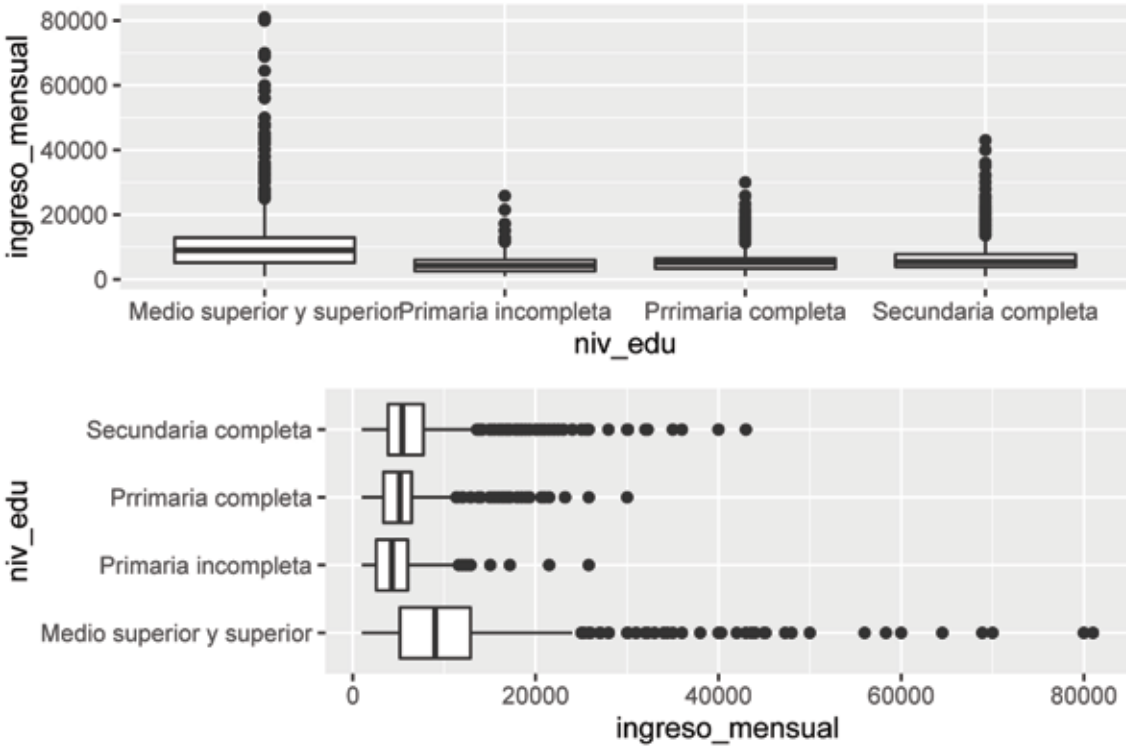 80000
60000
40000
20000
0
ingreso_mensual
Medio superior y superior Primaria incompleta Prrimaria completa Secundaria completa
niv_edu
niv_edu
Secundaria completa
Prrimaria completa
Primaria incompleta
Medio superior y superior
0 20000 40000 60000 80000
ingreso_mensual